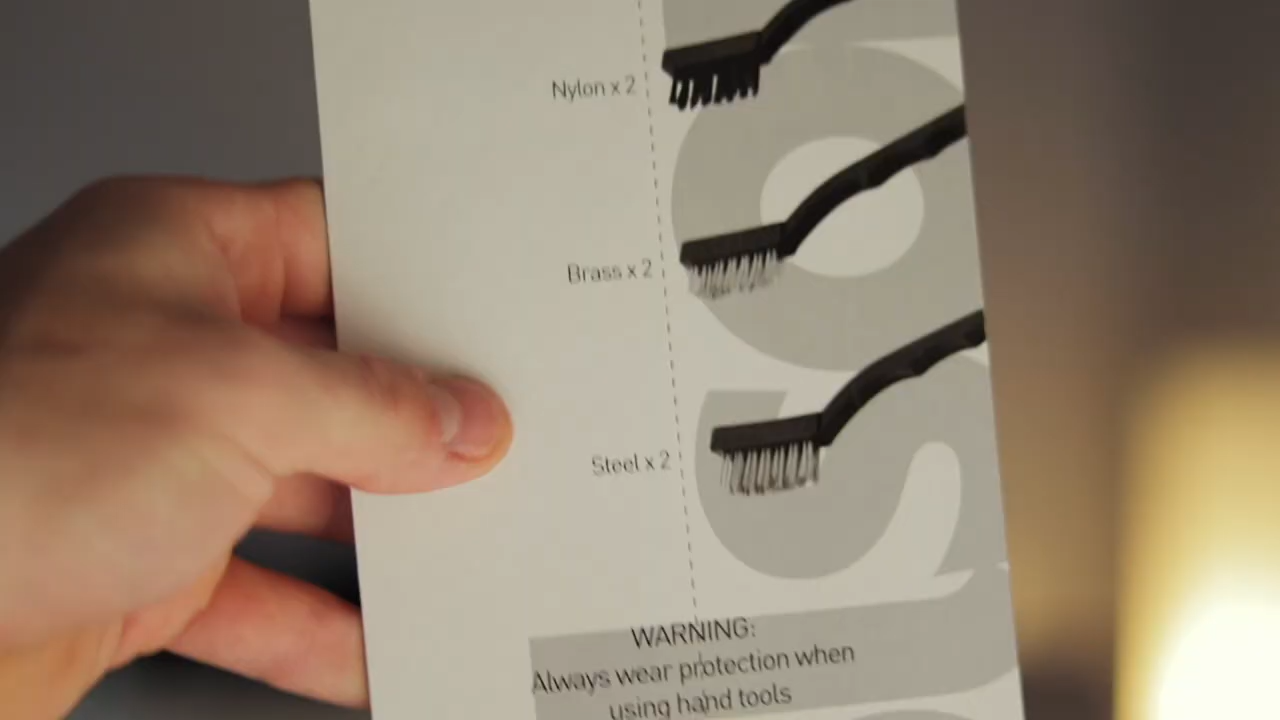 Nylon x 2
Brass x 2
Steel x 2
WARNING:
Always wear protection when
using hand tools